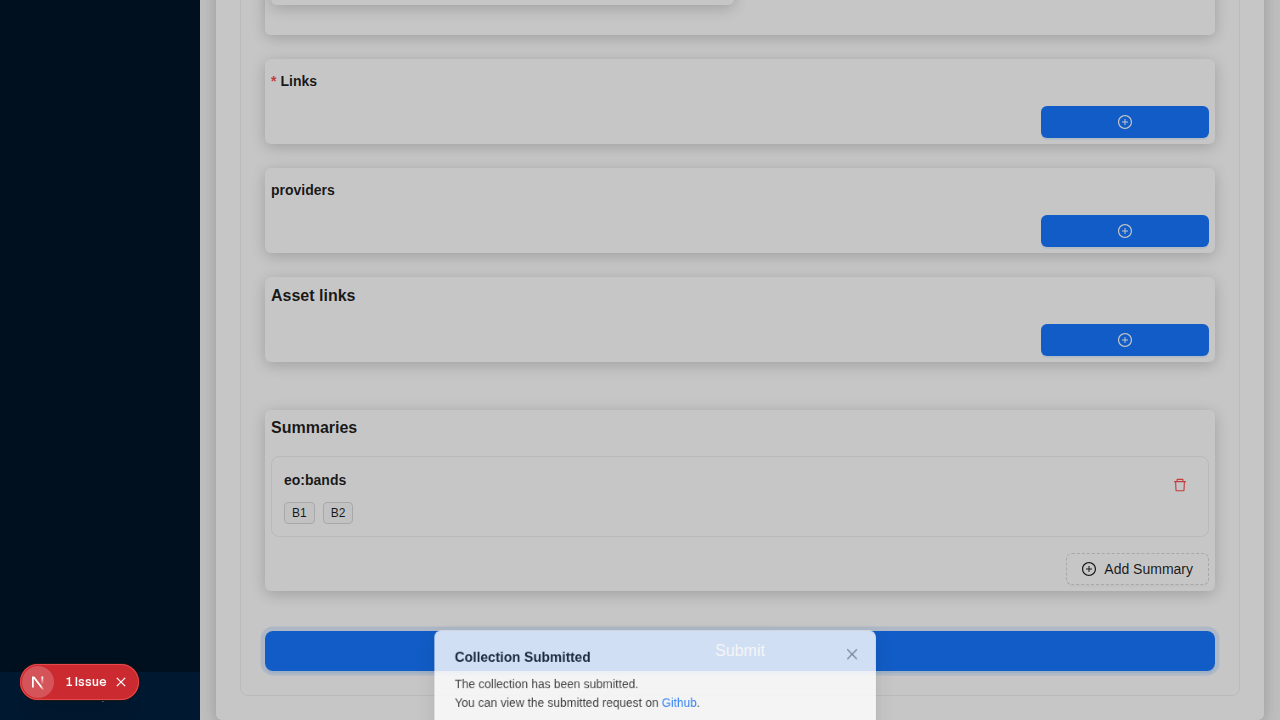 * Links
providers
Asset links
Summaries
eo:bands
B1 B2
Add Summary
Submit
Collection Submitted
The collection has been submitted.
You can view the submitted request on Github.
N 1 Issue